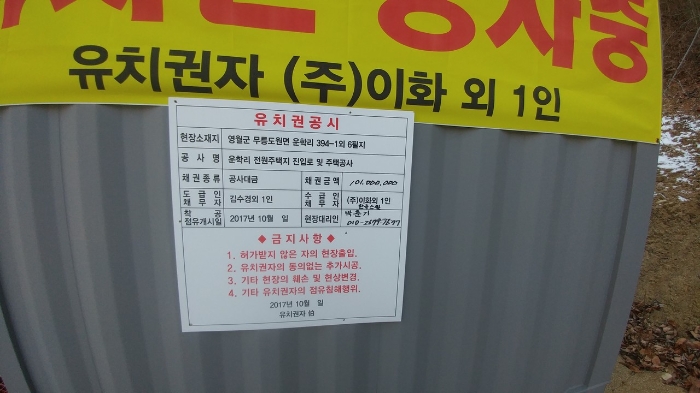 공사중
유치권자 (주)이화 외 1인
유치권공시
현장소재지 영월군 무릉도원면 운학리 394-1외 6필지
공 사 명 운학리 전원주택지 진입로 및 주택공사
채권종류 공사대금 채권금액 101,000,000
도급인 채무자 김수경외 1인 수급인 채무자 (주)이화외 1인
착공 점유개시일 2017년 10월 일 현장대리인
◆ 금지사항 ◆
1. 허가받지 않은 자의 현장출입.
2. 유치권자의 동의없는 추가시공.
3. 기타 현장의 훼손 및 현상변경.
4. 기타 유치권자의 점유침해행위.
2017년 10월 일
유치권자